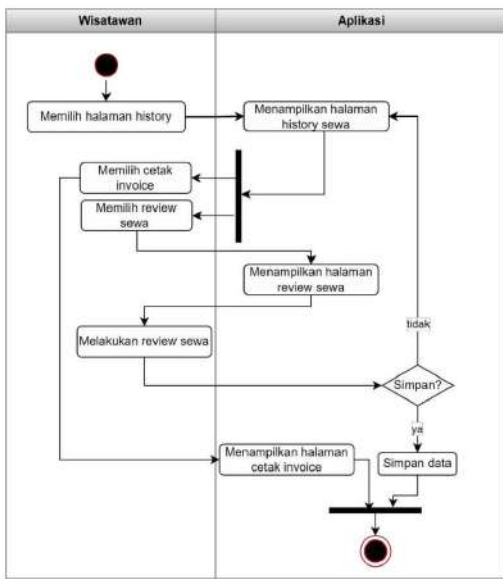 Wisatawan
Aplikasi
Memilih halaman history
Menampilkan halaman
history sewa
Memilih cetak
invoice
Memilih review
sewa
Menampilkan halaman
review sewa
tidak
Melakukan review sewa
Simpan?
ya
Menampilkan halaman
cetak invoice
Simpan data